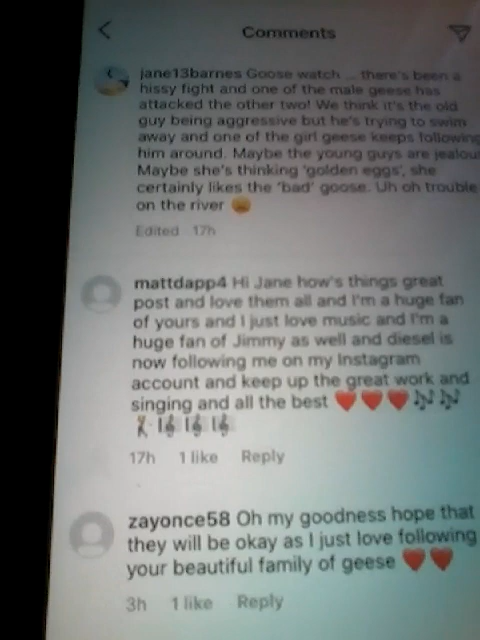 Comments
jane13barnes Goose watch ... there's been a
hissy fight and one of the male geese has
attacked the other two! We think it's the old
guy being aggressive but he's trying to swim
away and one of the girl geese keeps following
him around. Maybe the young guys are jealou
Maybe she's thinking 'golden eggs', she
certainly likes the 'bad' goose. Uh oh trouble
on the river
Edited 17h
mattdapp4 Hi Jane how's things great
post and love them all and I'm a huge fan
of yours and I just love music and I'm a
huge fan of Jimmy as well and diesel is
now following me on my Instagram
account and keep up the great work and
singing and all the best ❤️❤️❤️🎶🎶
17h 1 like Reply
zayonce58 Oh my goodness hope that
they will be okay as I just love following
your beautiful family of geese ❤️❤️
3h 1 like Reply